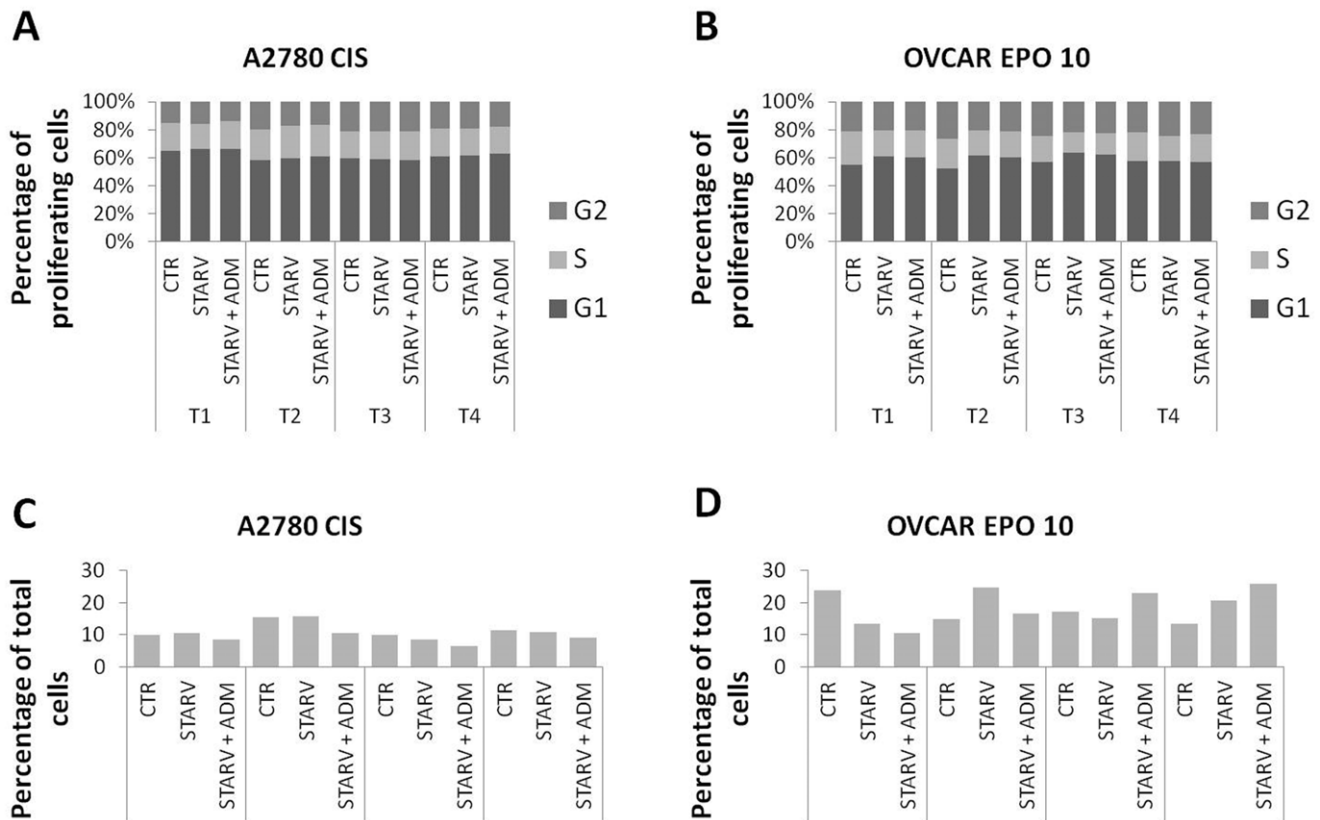 A
A2780 CIS
Percentage of
proliferating cells
100%
80%
60%
40%
20%
0%
CTR
STARV
STARV + ADM
CTR
STARV
STARV + ADM
CTR
STARV
STARV + ADM
CTR
STARV
STARV + ADM
T1
T2
T3
T4
G2
S
G1
B
OVCAR EPO 10
Percentage of
proliferating cells
100%
80%
60%
40%
20%
0%
CTR
STARV
STARV + ADM
CTR
STARV
STARV + ADM
CTR
STARV
STARV + ADM
CTR
STARV
STARV + ADM
T1
T2
T3
T4
G2
S
G1
C
A2780 CIS
Percentage of total
cells
30
20
10
0
CTR
STARV
STARV + ADM
CTR
STARV
STARV + ADM
CTR
STARV
STARV + ADM
CTR
STARV
STARV + ADM
D
OVCAR EPO 10
Percentage of total
cells
30
20
10
0
CTR
STARV
STARV + ADM
CTR
STARV
STARV + ADM
CTR
STARV
STARV + ADM
CTR
STARV
STARV + ADM